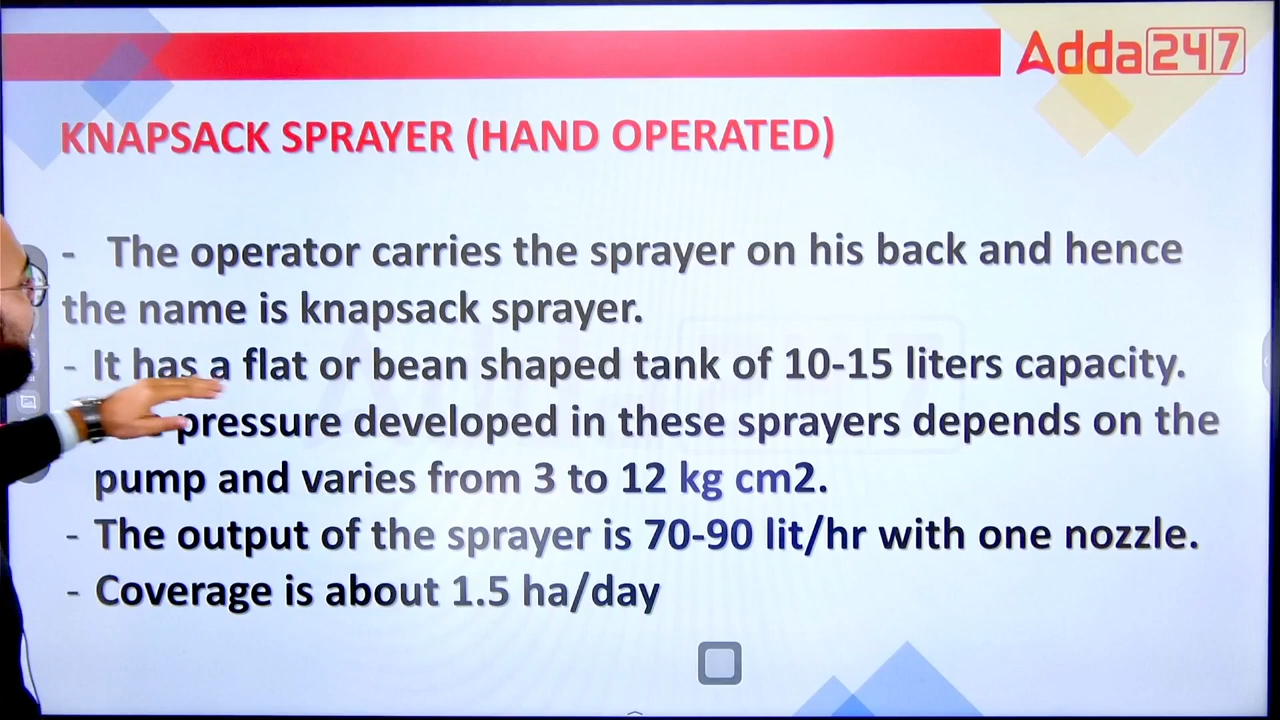 Adda247
KNAPSACK SPRAYER (HAND OPERATED)
- The operator carries the sprayer on his back and hence
the name is knapsack sprayer.
- It has a flat or bean shaped tank of 10-15 liters capacity.
pressure developed in these sprayers depends on the
pump and varies from 3 to 12 kg cm2.
- The output of the sprayer is 70-90 lit/hr with one nozzle.
- Coverage is about 1.5 ha/day